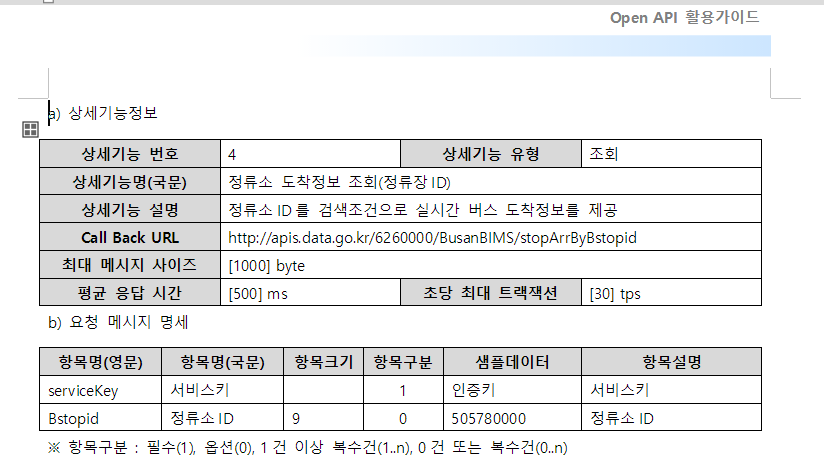 Open API 활용가이드
a) 상세기능정보
상세기능 번호 4 상세기능 유형 조회
상세기능명(국문) 정류소 도착정보 조회(정류장 ID)
상세기능 설명 정류소 ID 를 검색조건으로 실시간 버스 도착정보를 제공
Call Back URL http://apis.data.go.kr/6260000/BusanBIMS/stopArrByBstopid
최대 메시지 사이즈 [1000] byte
평균 응답 시간 [500] ms 초당 최대 트랙잭션 [30] tps
b) 요청 메시지 명세
항목명(영문) 항목명(국문) 항목크기 항목구분 샘플데이터 항목설명
serviceKey 서비스키 1 인증키 서비스키
Bstopid 정류소 ID 9 0 505780000 정류소 ID
※ 항목구분 : 필수(1), 옵션(0), 1 건 이상 복수건(1..n), 0 건 또는 복수건(0..n)